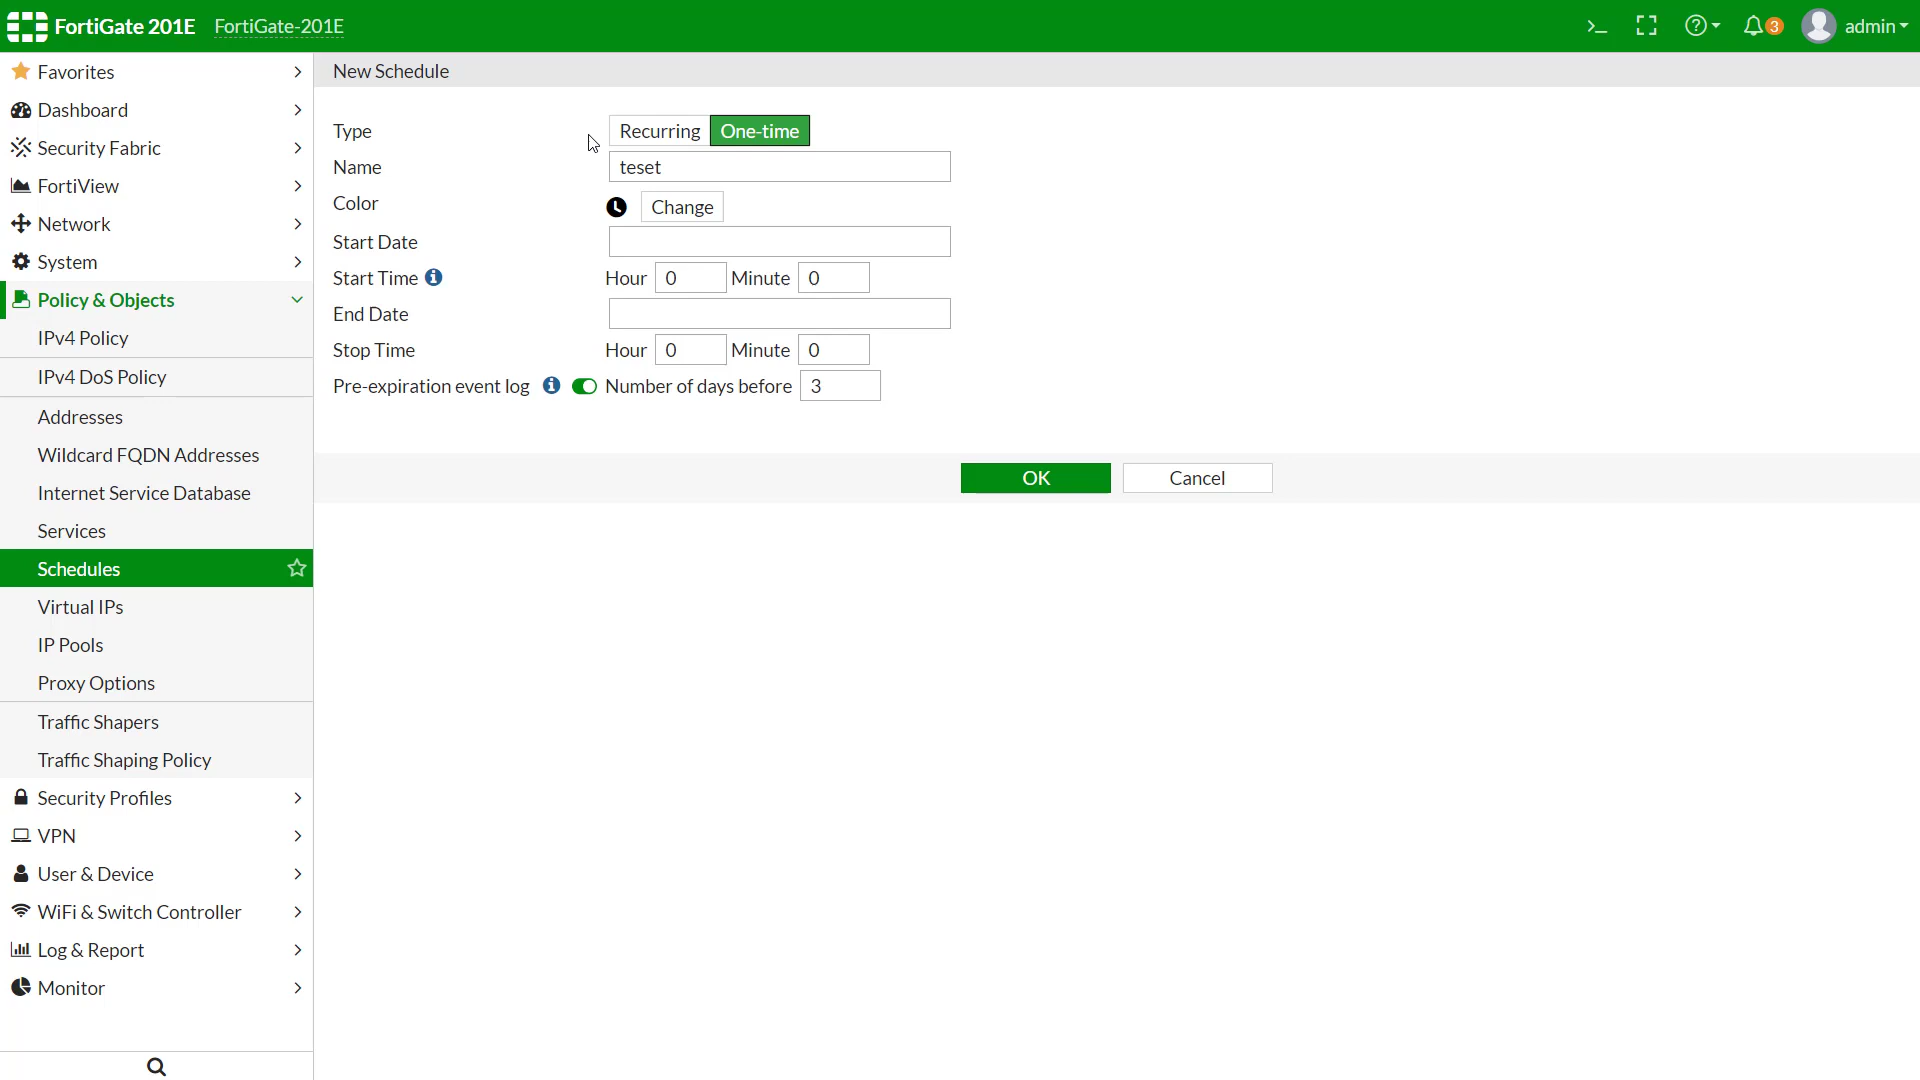 FortiGate 201E FortiGate-201E
3 admin
Favorites
Dashboard
Security Fabric
FortiView
Network
System
Policy & Objects
IPv4 Policy
IPv4 DoS Policy
Addresses
Wildcard FQDN Addresses
Internet Service Database
Services
Schedules
Virtual IPs
IP Pools
Proxy Options
Traffic Shapers
Traffic Shaping Policy
Security Profiles
VPN
User & Device
WiFi & Switch Controller
Log & Report
Monitor
New Schedule
Type Recurring One-time
Name teset
Color Change
Start Date
Start Time Hour 0 Minute 0
End Date
Stop Time Hour 0 Minute 0
Pre-expiration event log Number of days before 3
OK Cancel